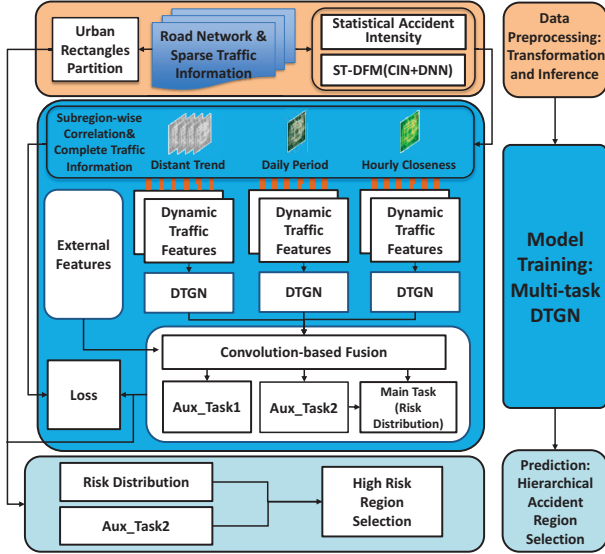 Urban
Rectangles
Partition
Road Network &
Sparse Traffic
Information
Statistical Accident
Intensity
ST-DFM(CIN+DNN)
Data
Preprocessing:
Transformation
and Inference
Subregion-wise
Correlation&
Complete Traffic
Information
Distant Trend
Daily Period
Hourly Closeness
External
Features
Dynamic
Traffic
Features
Dynamic
Traffic
Features
Dynamic
Traffic
Features
DTGN
DTGN
DTGN
Model
Training:
Multi-task
DTGN
Convolution-based Fusion
Loss
Aux_Task1
Aux_Task2
Main Task
(Risk
Distribution)
Risk Distribution
Aux_Task2
High Risk
Region
Selection
Prediction:
Hierarchical
Accident
Region
Selection